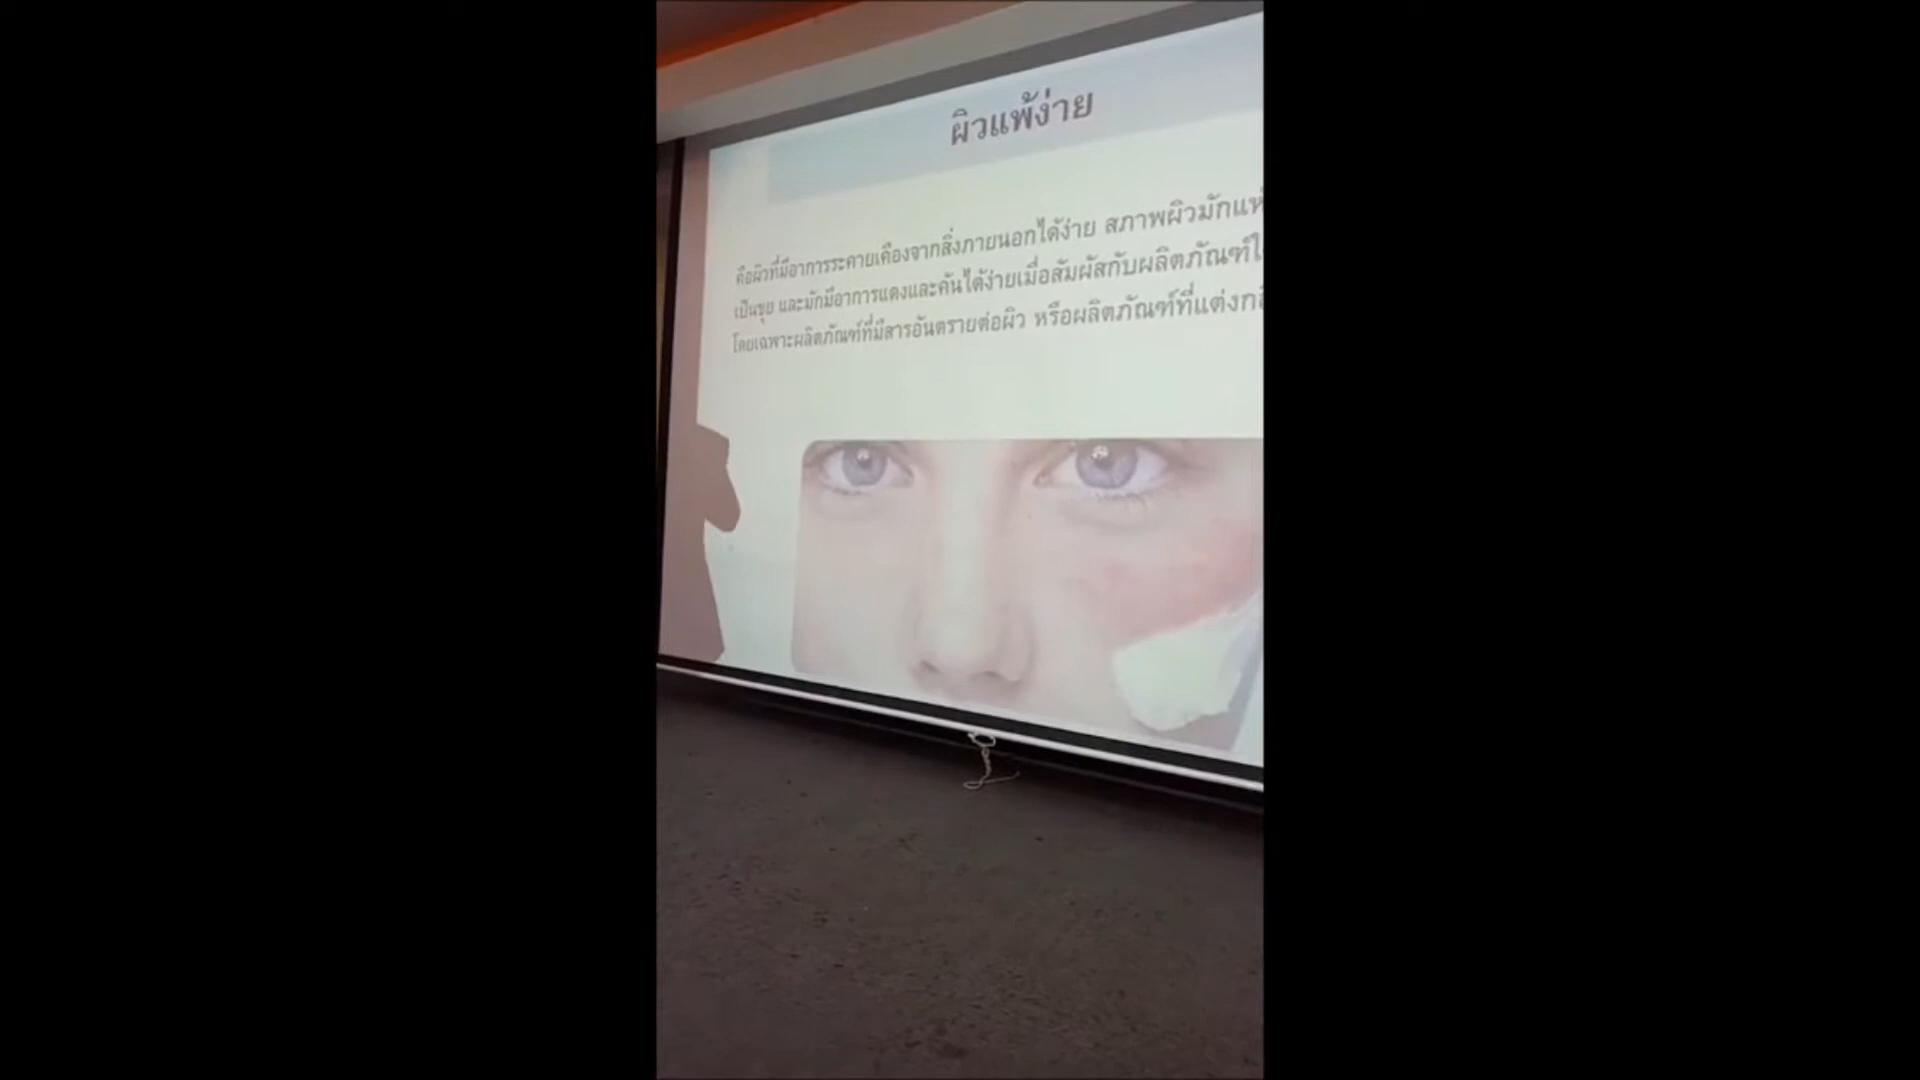 ผิวแพ้ง่าย
คือผิวที่มีอาการระคายเคืองจากสิ่งภายนอกได้ง่าย สภาพผิวมัก
เป็นขุย และมักมีอาการแดงและคันได้ง่ายเมื่อสัมผัสกับผลิตภัณฑ์
โดยเฉพาะผลิตภัณฑ์ที่มีสารอันตรายต่อผิว หรือผลิตภัณฑ์ที่แต่ง